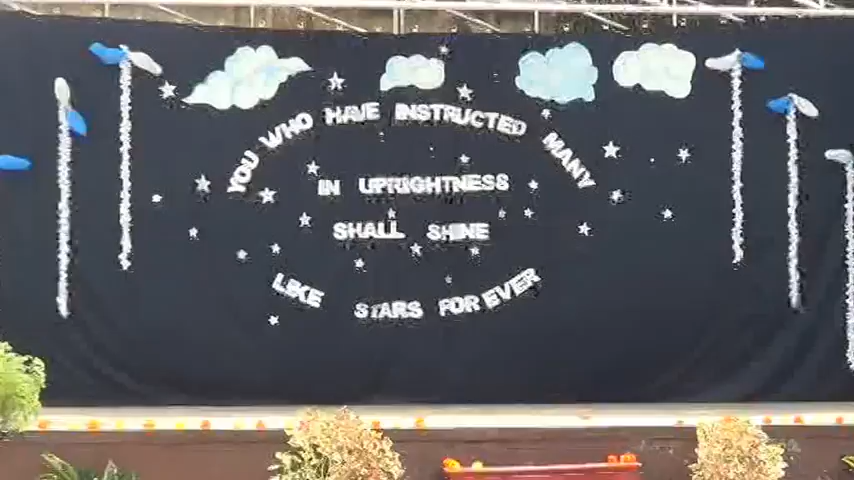 YOU WHO HAVE INSTRUCTED MANY
IN UPRIGHTNESS
SHALL SHINE
LIKE STARS FOR EVER